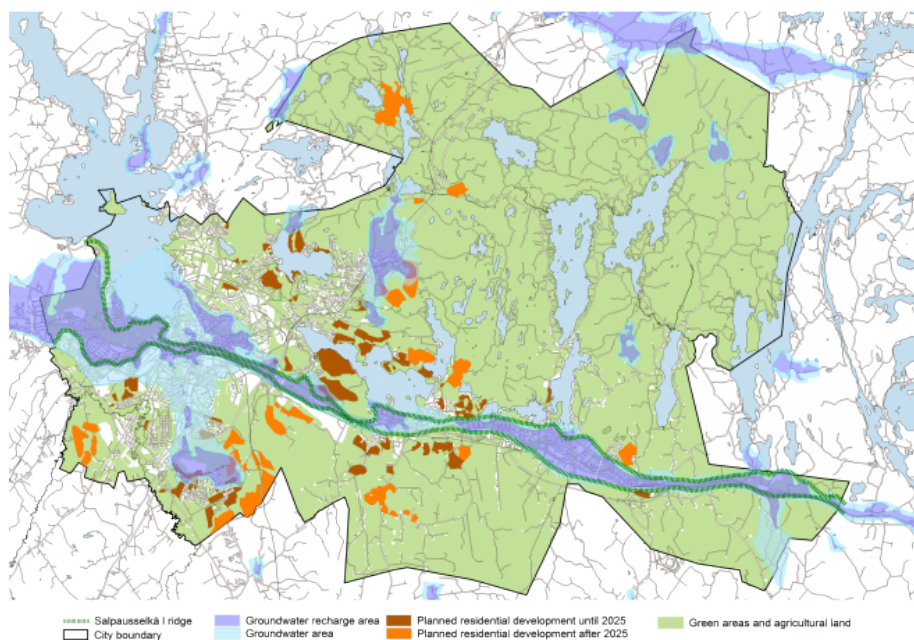 Salpausselkä I ridge
City boundary
Groundwater recharge area
Groundwater area
Planned residential development until 2025
Planned residential development after 2025
Green areas and agricultural land